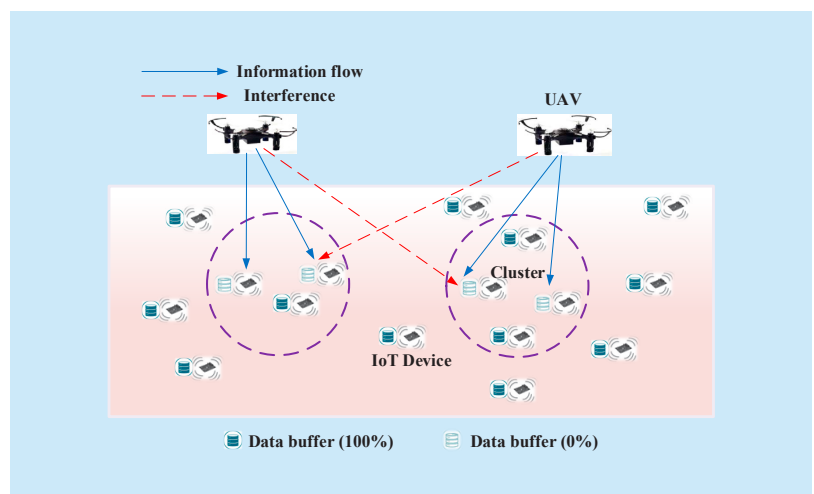 Information flow
Interference
UAV
Cluster
IoT Device
Data buffer (100%)
Data buffer (0%)